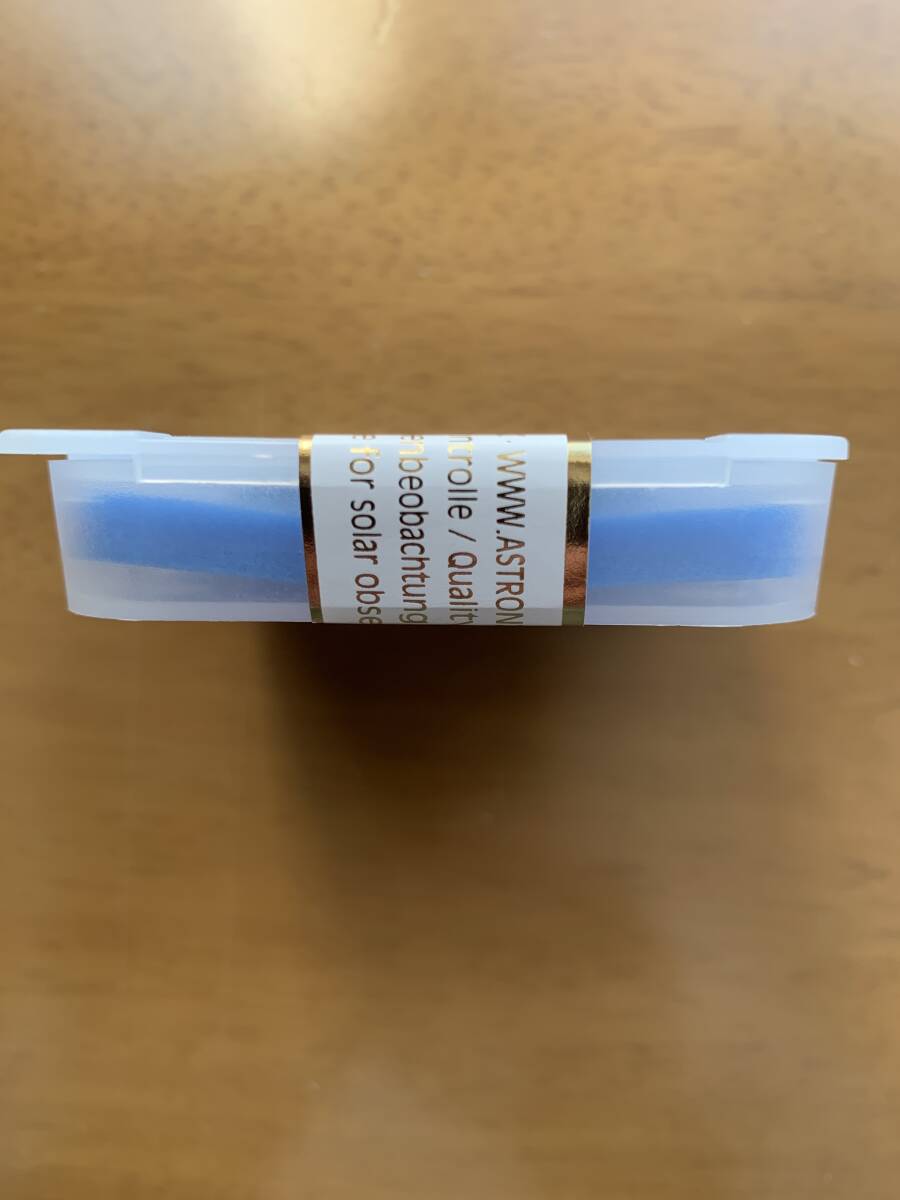 WWW.ASTRON
ntrolle / Quality
enbeobachtung
e for solar obse